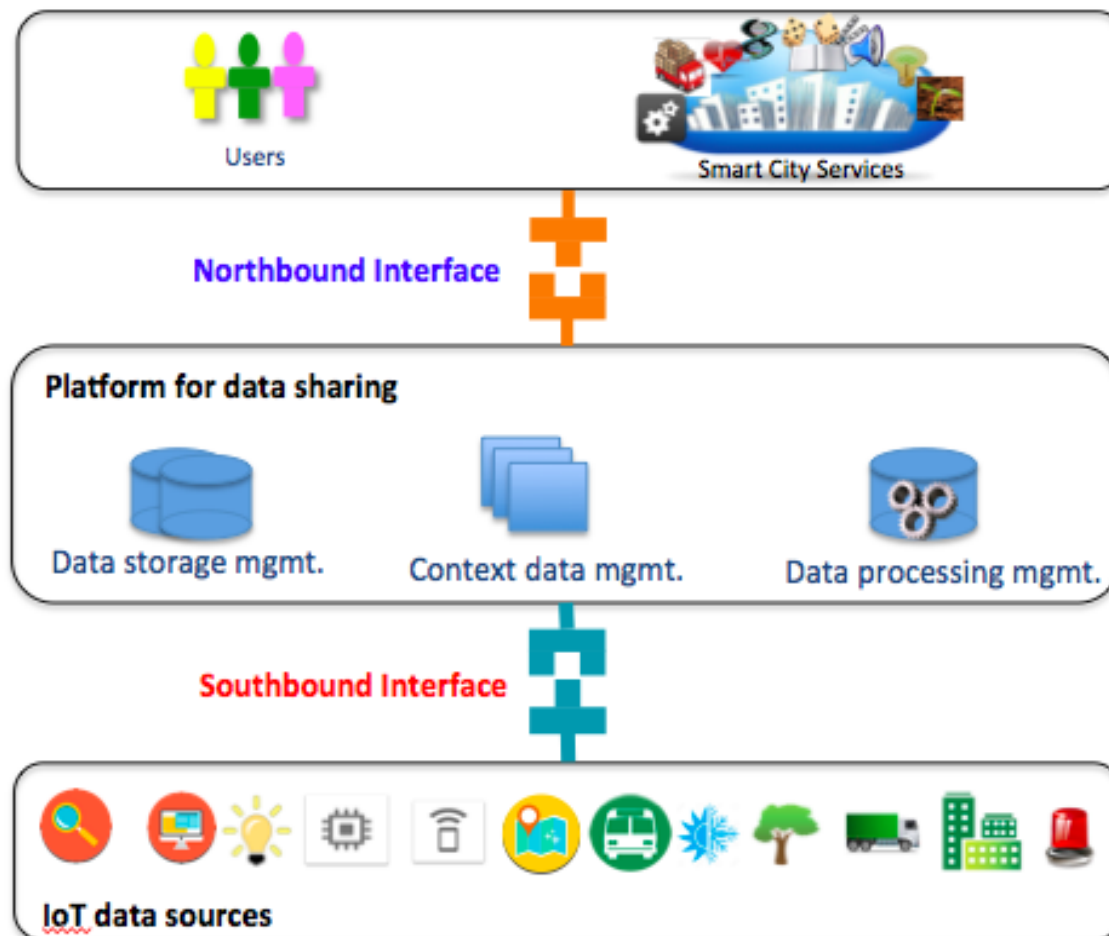 Users
Smart City Services
Northbound Interface
Platform for data sharing
Data storage mgmt.
Context data mgmt.
Data processing mgmt.
Southbound Interface
IoT data sources